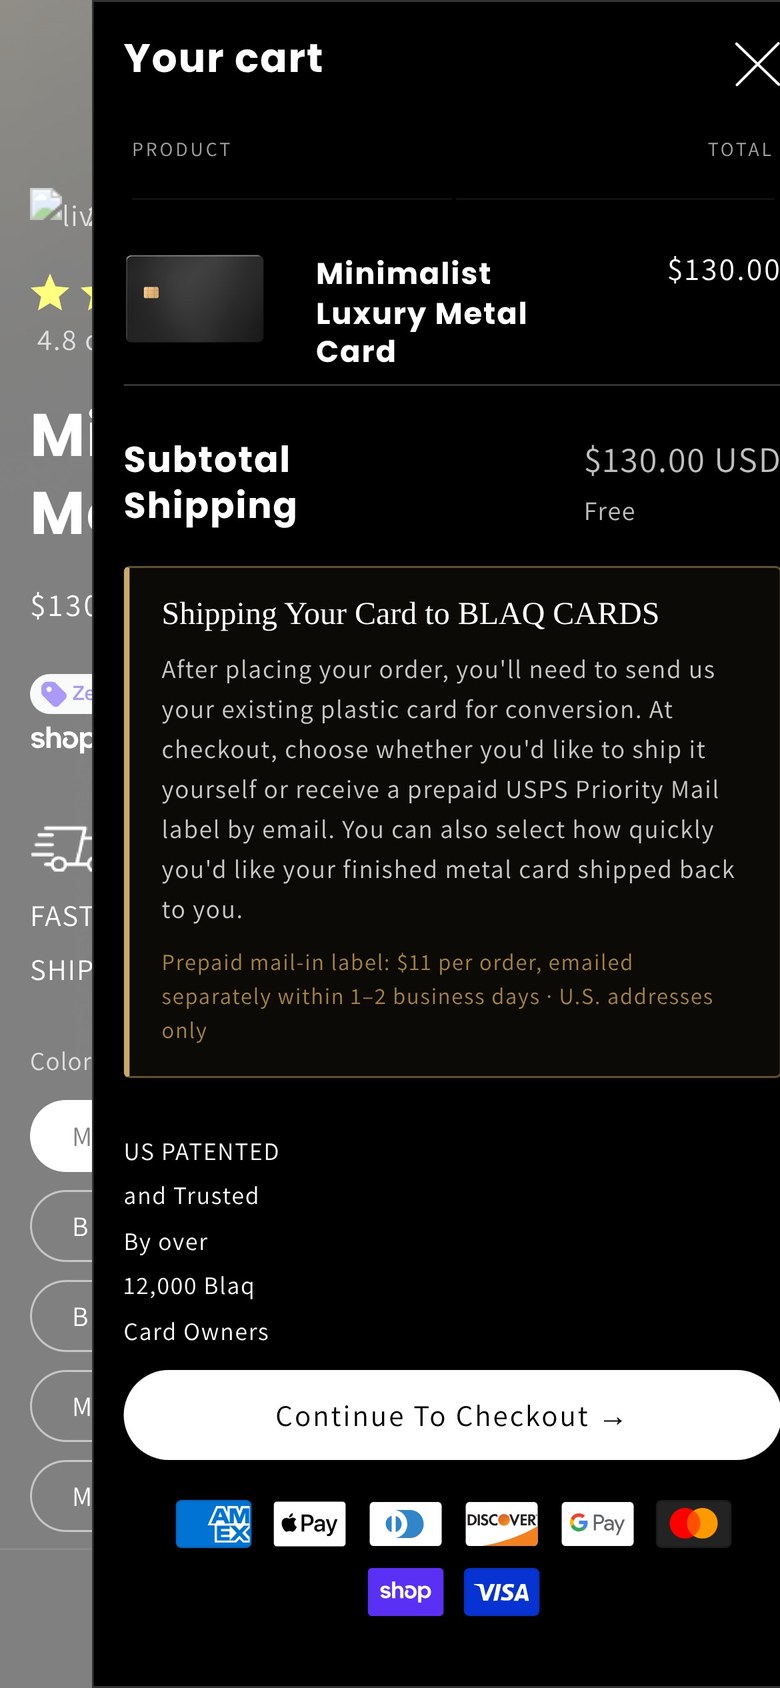 Your cart
PRODUCT
TOTAL
Minimalist
Luxury Metal
Card
$130.00
Subtotal
$130.00 USD
Shipping
Free
Shipping Your Card to BLAQ CARDS
After placing your order, you'll need to send us
your existing plastic card for conversion. At
checkout, choose whether you'd like to ship it
yourself or receive a prepaid USPS Priority Mail
label by email. You can also select how quickly
you'd like your finished metal card shipped back
to you.
Prepaid mail-in label: $11 per order, emailed
separately within 1–2 business days · U.S. addresses
only
US PATENTED
and Trusted
By over
12,000 Blaq
Card Owners
Continue To Checkout →
AM
EX
Pay
DISCOVER
G Pay
shop
VISA
4.8
$130
shop
FAST
SHIP
Color
M
B
B
M
M